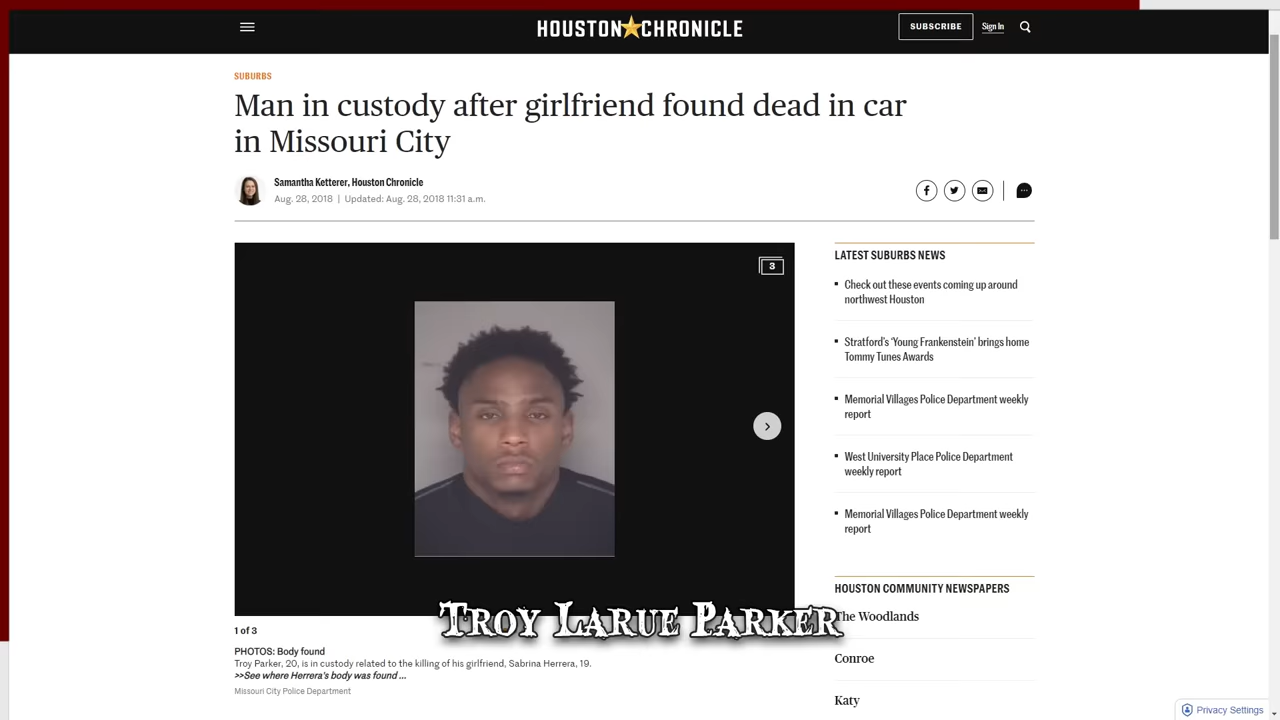 HOUSTON CHRONICLE
SUBSCRIBE
Sign In
SUBURBS
Man in custody after girlfriend found dead in car
in Missouri City
Samantha Ketterer, Houston Chronicle
Aug. 28, 2018 | Updated: Aug. 28, 2018 11:31 a.m.
3
TROY LARUE PARKER
1 of 3
PHOTOS: Body found
Troy Parker, 20, is in custody related to the killing of his girlfriend, Sabrina Herrera, 19.
>>See where Herrera's body was found ...
Missouri City Police Department
LATEST SUBURBS NEWS
Check out these events coming up around
northwest Houston
Stratford's 'Young Frankenstein' brings home
Tommy Tunes Awards
Memorial Villages Police Department weekly
report
West University Place Police Department
weekly report
Memorial Villages Police Department weekly
report
HOUSTON COMMUNITY NEWSPAPERS
The Woodlands
Conroe
Katy
Privacy Settings